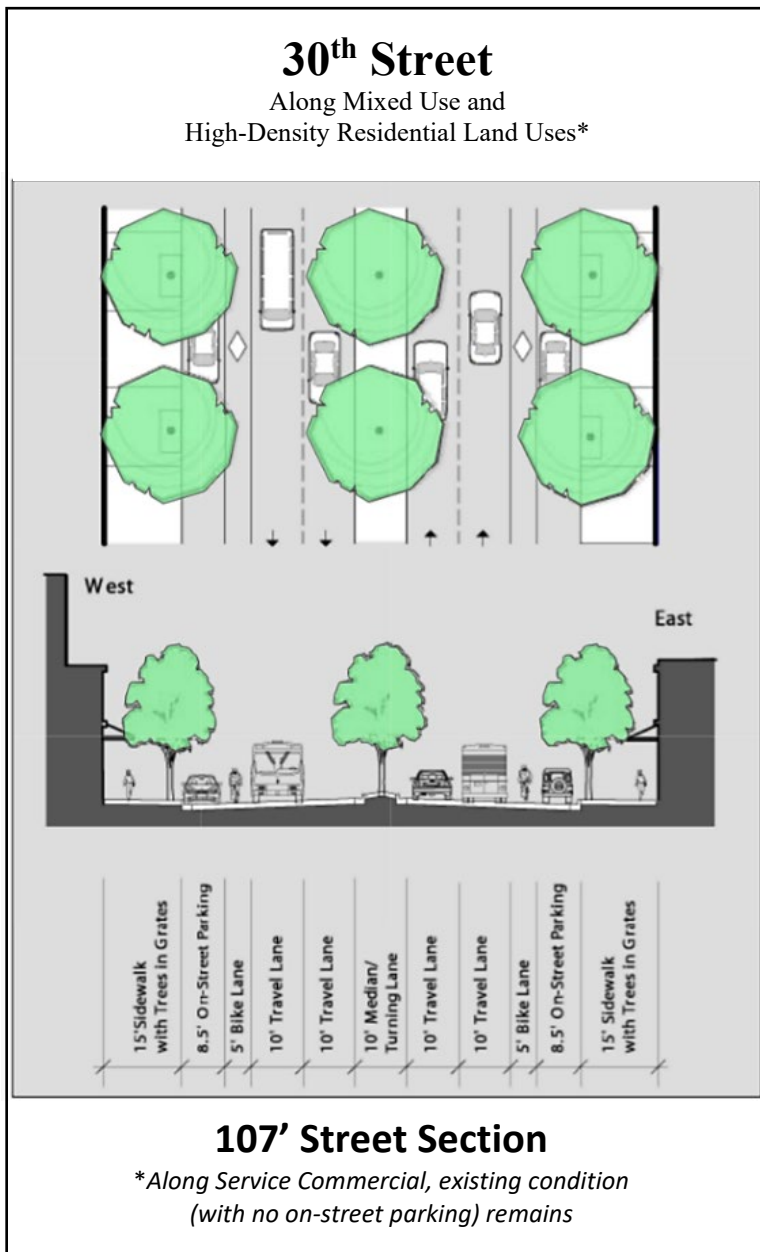 30th Street
Along Mixed Use and
High-Density Residential Land Uses*
West
East
15'Sidewalk
with Trees in Grates
8.5' On-Street Parking
5' Bike Lane
10' Travel Lane
10' Travel Lane
10' Median/
Turning Lane
10' Travel Lane
10' Travel Lane
5' Bike Lane
8.5' On-Street Parking
15' Sidewalk
with Trees in Grates
107’ Street Section
*Along Service Commercial, existing condition
(with no on-street parking) remains